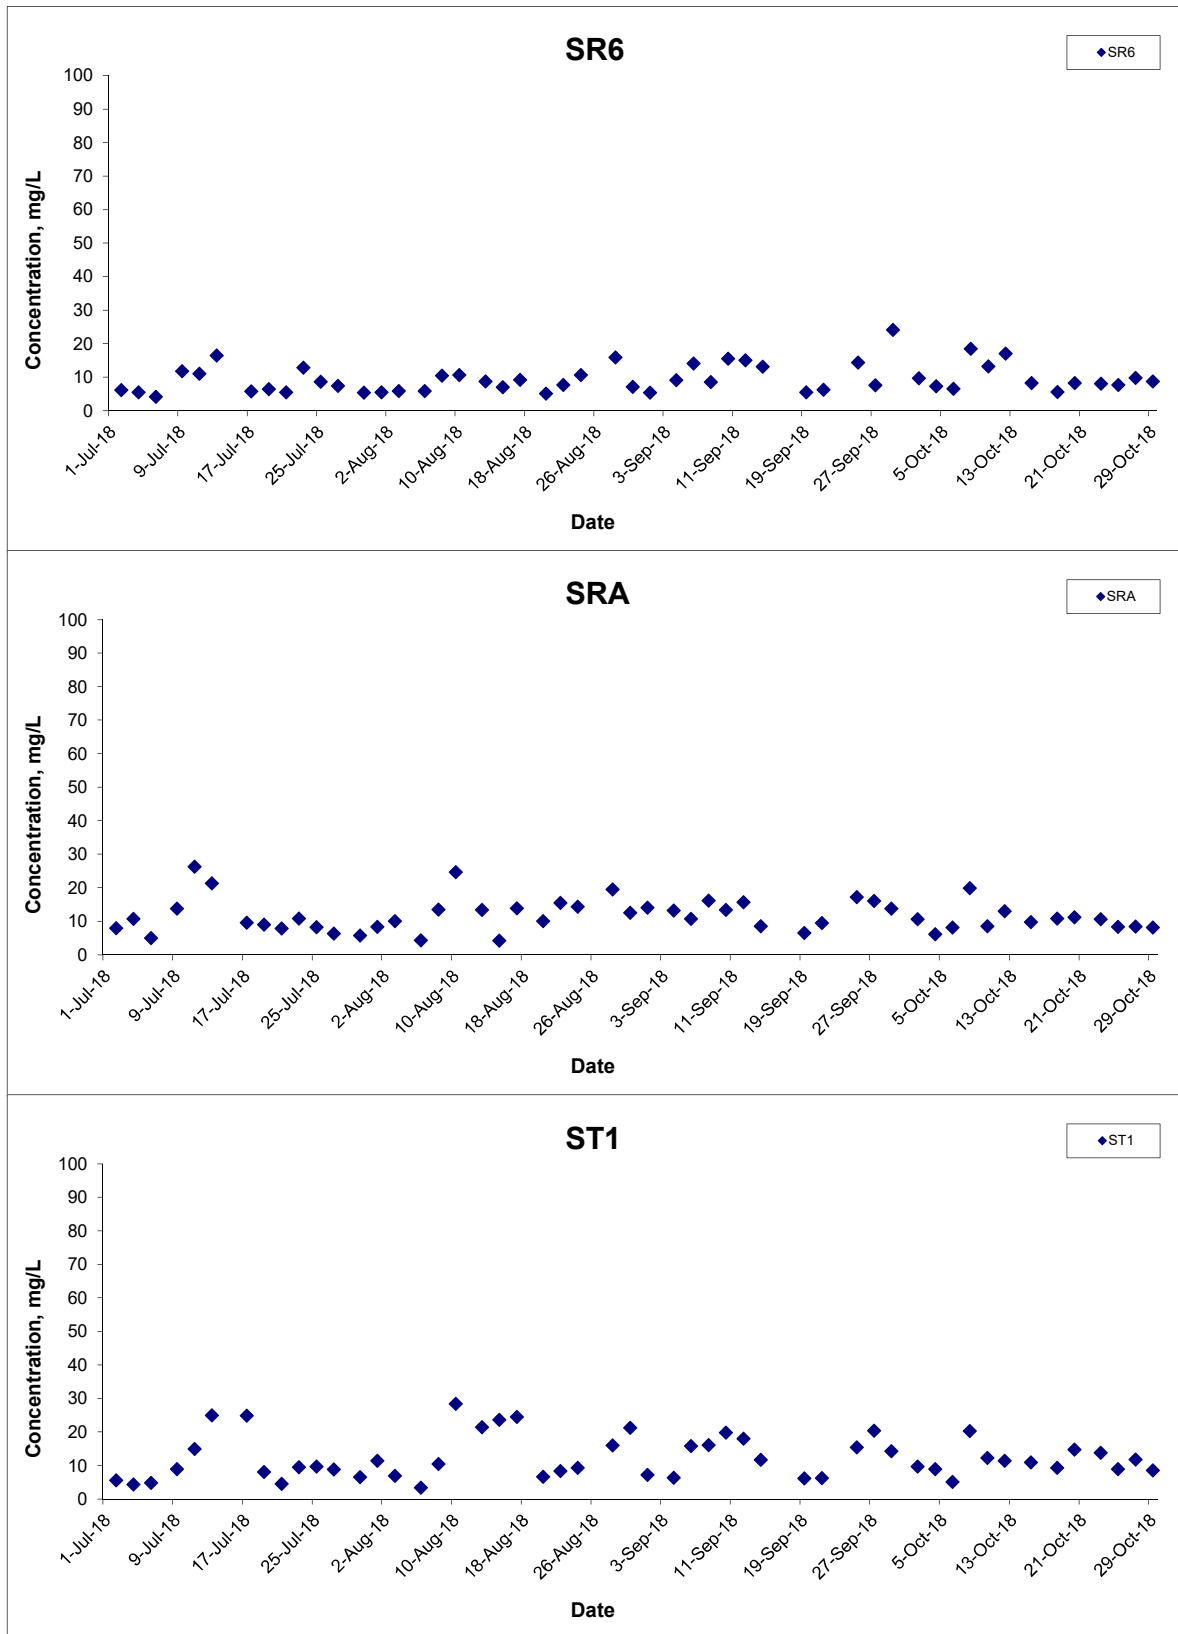 SR6
SR6
100
90
80
70
60
50
40
30
20
10
0
Concentration, mg/L
1-Jul-18
9-Jul-18
17-Jul-18
25-Jul-18
2-Aug-18
10-Aug-18
18-Aug-18
26-Aug-18
3-Sep-18
11-Sep-18
19-Sep-18
27-Sep-18
5-Oct-18
13-Oct-18
21-Oct-18
29-Oct-18
Date
SRA
SRA
100
90
80
70
60
50
40
30
20
10
0
Concentration, mg/L
1-Jul-18
9-Jul-18
17-Jul-18
25-Jul-18
2-Aug-18
10-Aug-18
18-Aug-18
26-Aug-18
3-Sep-18
11-Sep-18
19-Sep-18
27-Sep-18
5-Oct-18
13-Oct-18
21-Oct-18
29-Oct-18
Date
ST1
ST1
100
90
80
70
60
50
40
30
20
10
0
Concentration, mg/L
1-Jul-18
9-Jul-18
17-Jul-18
25-Jul-18
2-Aug-18
10-Aug-18
18-Aug-18
26-Aug-18
3-Sep-18
11-Sep-18
19-Sep-18
27-Sep-18
5-Oct-18
13-Oct-18
21-Oct-18
29-Oct-18
Date